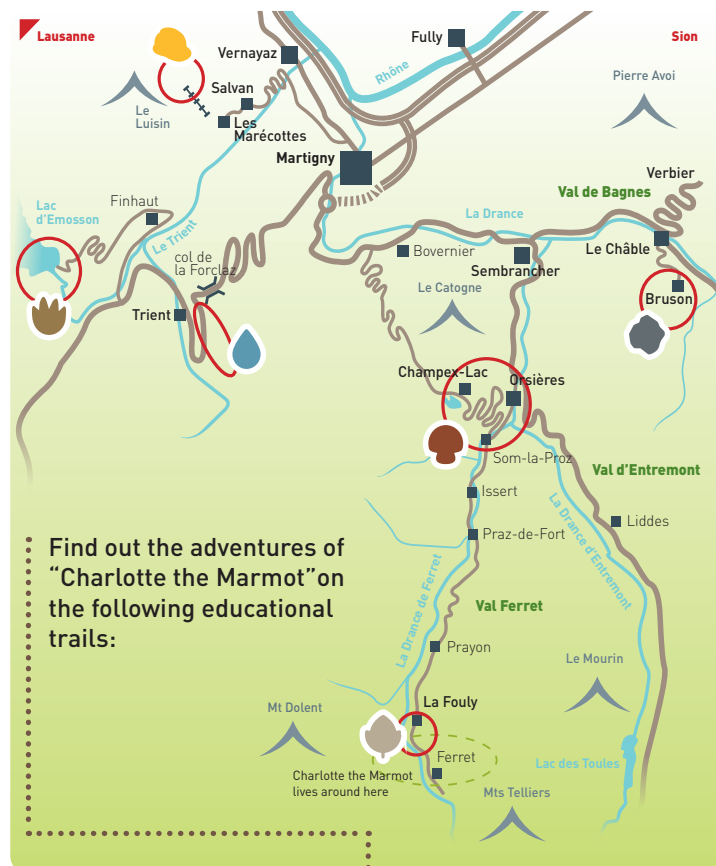 Lausanne
Fully
Sion
Vernayaz
Rhône
Pierre Avoi
Salvan
Le
Luisin
Les
Marécottes
Martigny
Verbier
Val de Bagnes
Finhaut
Lac
d'Emosson
La Drance
Le Trient
Bovernier
Le Châble
col de
la Forclaz
Sembrancher
Le Catogne
Bruson
Trient
Champex-Lac
Orsières
Som-la-Proz
Val d'Entremont
Issert
La Drance d'Entremont
Liddes
Praz-de-Fort
Find out the adventures of
“Charlotte the Marmot”on
the following educational
trails:
La Drance de Ferret
Val Ferret
Prayon
Le Mourin
La Fouly
Mt Dolent
Ferret
Lac des Toules
Charlotte the Marmot
lives around here
Mts Telliers